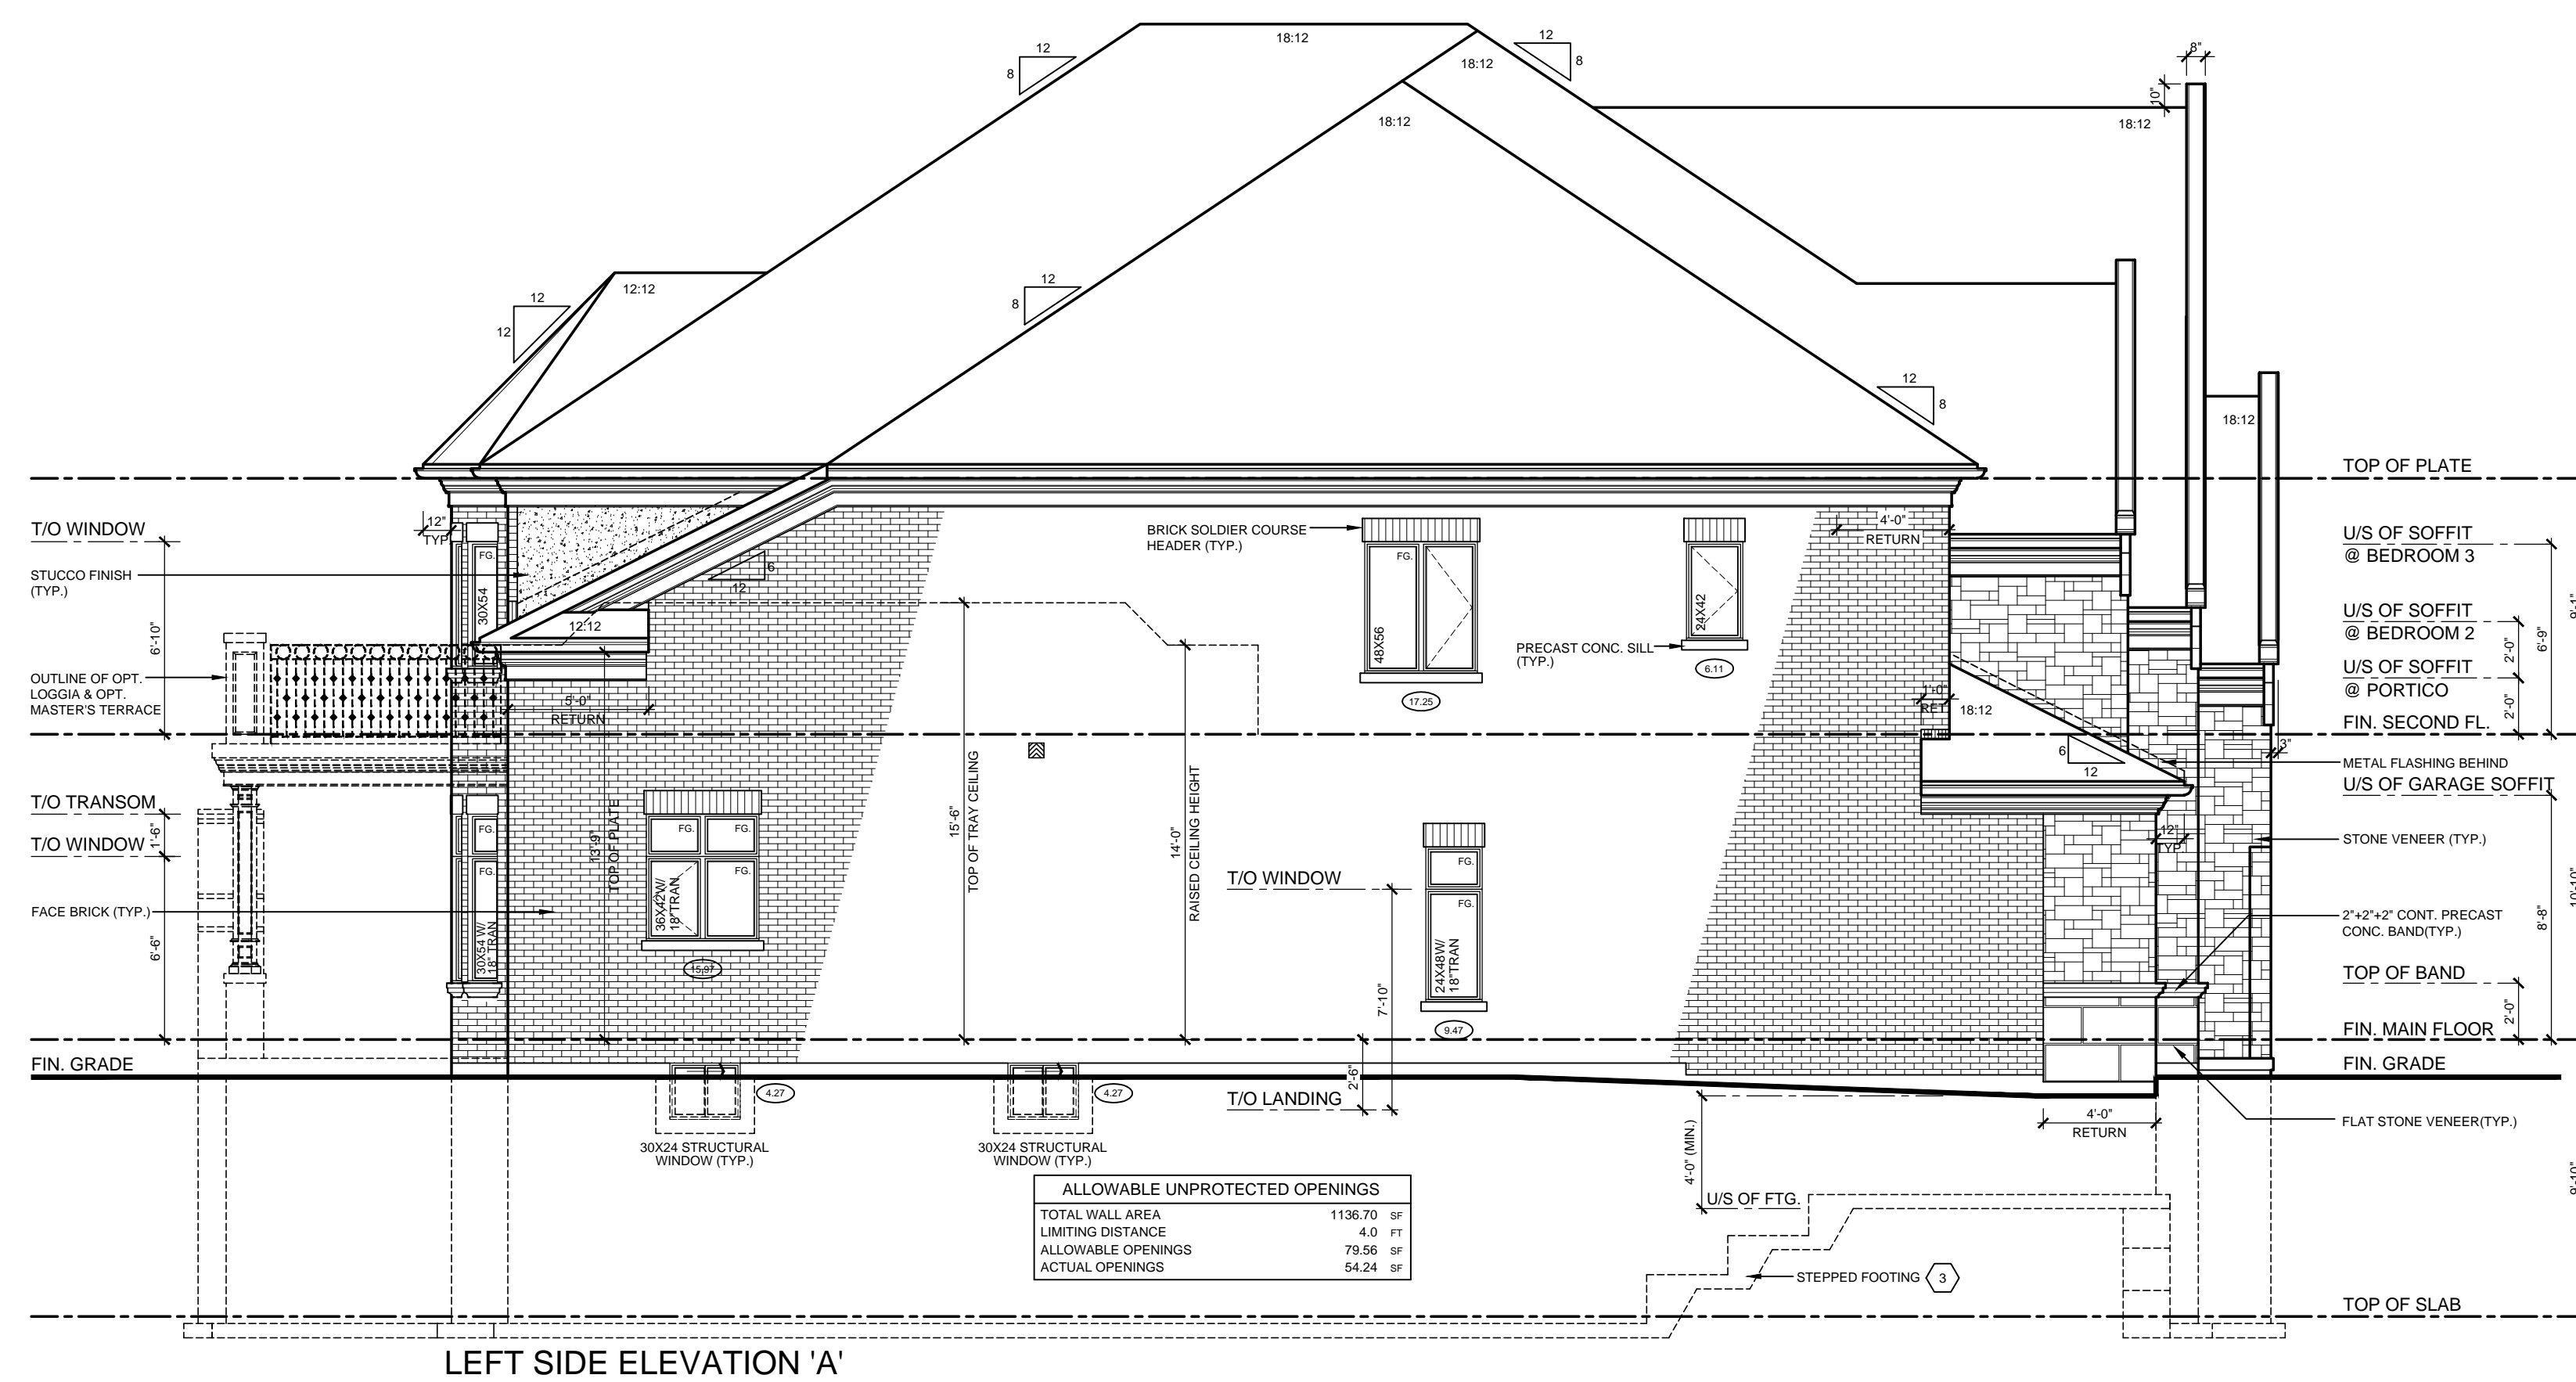 18:12
12
8
18:12
12
8
18:12
8"
10"
18:12
12
12
12:12
12
8
12
8
18:12
TOP OF PLATE
T/O WINDOW
12"
TYP
FG.
30X54
STUCCO FINISH
(TYP.)
6'-10"
OUTLINE OF OPT.
LOGGIA & OPT.
MASTER'S TERRACE
12:12
6
12
5'-0"
RETURN
BRICK SOLDIER COURSE
HEADER (TYP.)
FG.
48X56
17.25
PRECAST CONC. SILL
(TYP.)
24X42
6.11
4'-0"
RETURN
1'-0"
RET
18:12
6
12
U/S OF SOFFIT
@ BEDROOM 3
U/S OF SOFFIT
@ BEDROOM 2
U/S OF SOFFIT
@ PORTICO
FIN. SECOND FL.
2'-0"
2'-0"
6'-9"
9'-1"
3"
METAL FLASHING BEHIND
U/S OF GARAGE SOFFIT
T/O TRANSOM
1'-6"
T/O WINDOW
FACE BRICK (TYP.)
6'-6"
FG.
FG.
30X54 W/
18" TRAN
13'-9"
TOP OF PLATE
FG.
FG.
FG.
36X42W/
18"TRAN
15.97
15'-6"
TOP OF TRAY CEILING
14'-0"
RAISED CEILING HEIGHT
T/O WINDOW
7'-10"
FG.
FG.
24X48W/
18"TRAN
9.47
12"
TYP
STONE VENEER (TYP.)
2"+2"+2" CONT. PRECAST
CONC. BAND(TYP.)
8'-8"
10'-10"
TOP OF BAND
2'-0"
FIN. MAIN FLOOR
FIN. GRADE
FIN. GRADE
4.27
4.27
2'-6"
T/O LANDING
30X24 STRUCTURAL
WINDOW (TYP.)
30X24 STRUCTURAL
WINDOW (TYP.)
4'-0"
RETURN
FLAT STONE VENEER(TYP.)
4'-0" (MIN.)
U/S OF FTG.
9'-10"
ALLOWABLE UNPROTECTED OPENINGS
TOTAL WALL AREA 1136.70 SF
LIMITING DISTANCE 4.0 FT
ALLOWABLE OPENINGS 79.56 SF
ACTUAL OPENINGS 54.24 SF
STEPPED FOOTING 3
TOP OF SLAB
LEFT SIDE ELEVATION 'A'